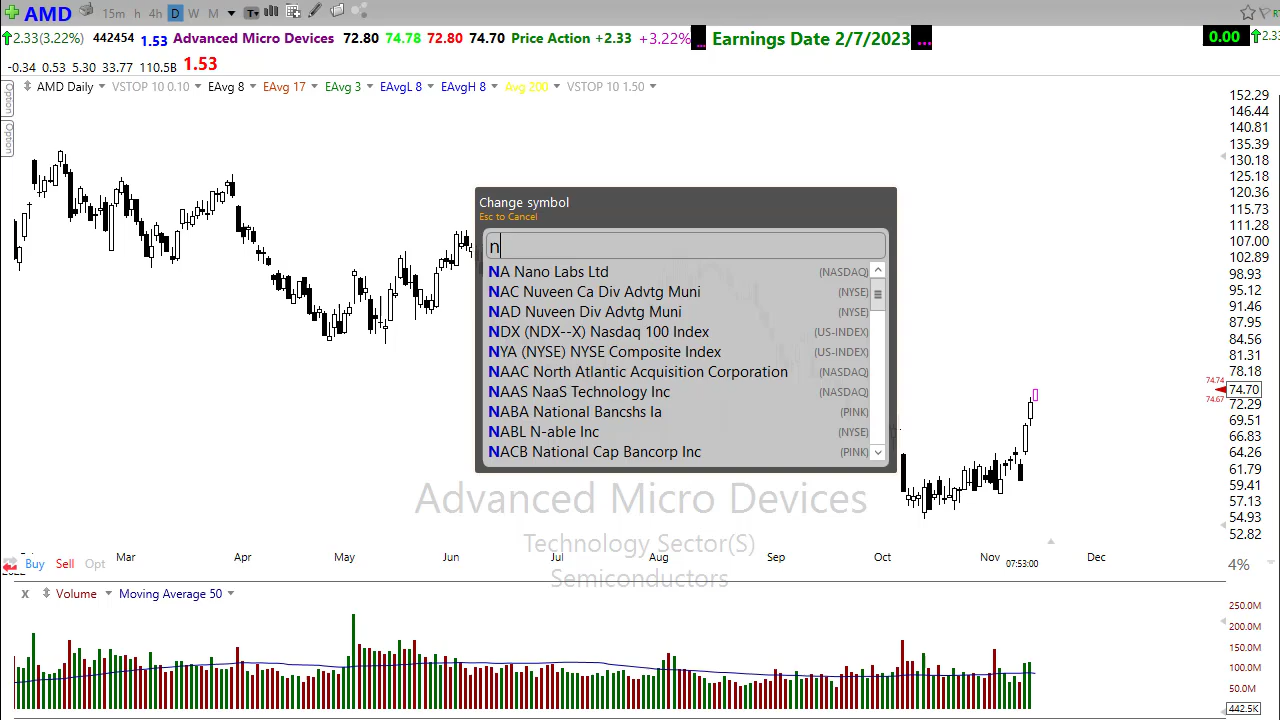 AMD 15m h 4h D W M T
2.33(3.22%) 442454 1.53 Advanced Micro Devices 72.80 74.78 72.80 74.70 Price Action +2.33 +3.22% ... Earnings Date 2/7/2023 ... 0.00 2.33
-0.34 0.53 5.30 33.77 110.5B 1.53
AMD Daily VSTOP 10 0.10 EAvg 8 EAvg 17 EAvg 3 EAvgL 8 EAvgH 8 Avg 200 VSTOP 10 1.50
Option
Option
152.29
146.44
140.81
135.39
130.18
125.18
120.36
115.73
111.28
107.00
102.89
98.93
95.12
91.46
87.95
84.56
81.31
78.18
74.74
74.70
74.67
72.29
69.51
66.83
64.26
61.79
59.41
57.13
54.93
52.82
Change symbol
Esc to Cancel
n
NA Nano Labs Ltd (NASDAQ)
NAC Nuveen Ca Div Advtg Muni (NYSE)
NAD Nuveen Div Advtg Muni (NYSE)
NDX (NDX--X) Nasdaq 100 Index (US-INDEX)
NYA (NYSE) NYSE Composite Index (US-INDEX)
NAAC North Atlantic Acquisition Corporation (NASDAQ)
NAAS NaaS Technology Inc (NASDAQ)
NABA National Bancshs Ia (PINK)
NABL N-able Inc (NYSE)
NACB National Cap Bancorp Inc (PINK)
Advanced Micro Devices
Technology Sector(S)
Semiconductors
Mar Apr May Jun Jul Aug Sep Oct Nov Dec
07:53:00
Buy Sell Opt
4%
x Volume Moving Average 50
250.0M
200.0M
150.0M
100.0M
50.0M
442.5K